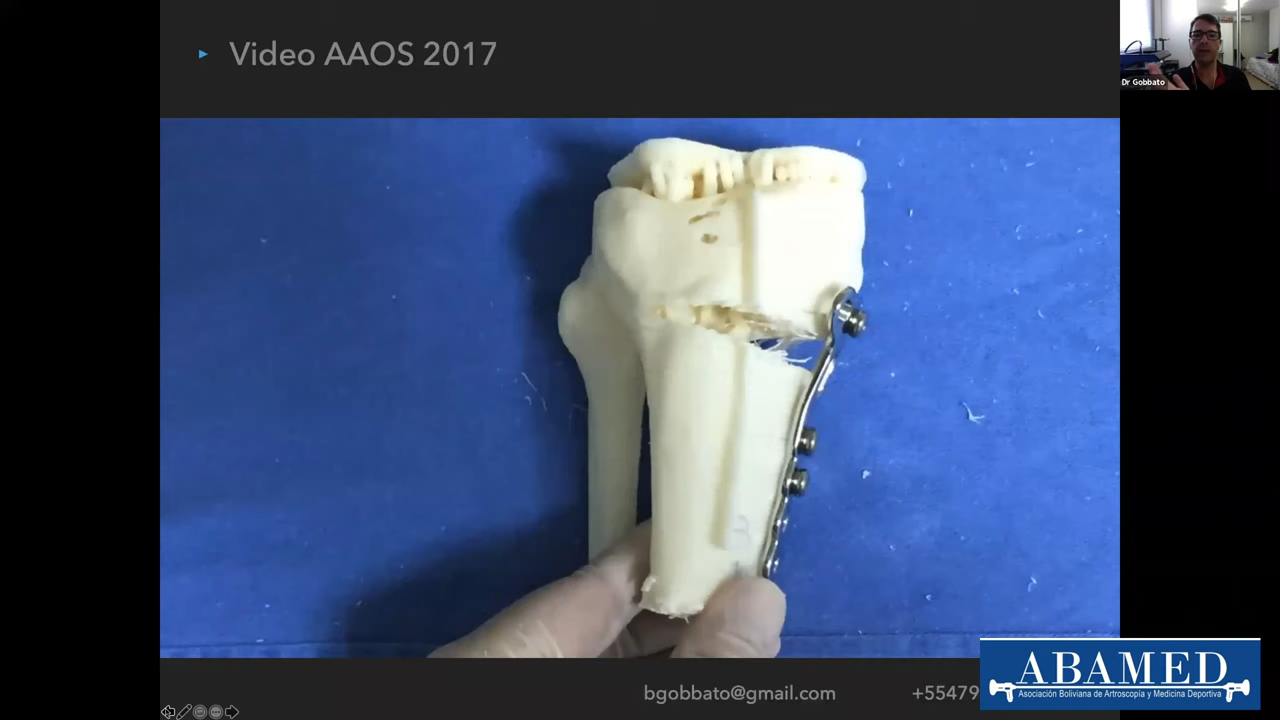 Video AAOS 2017
Dr Gobbato
bgobbato@gmail.com
+55479
ABAMED
Asociación Boliviana de Artroscopía y Medicina Deportiva